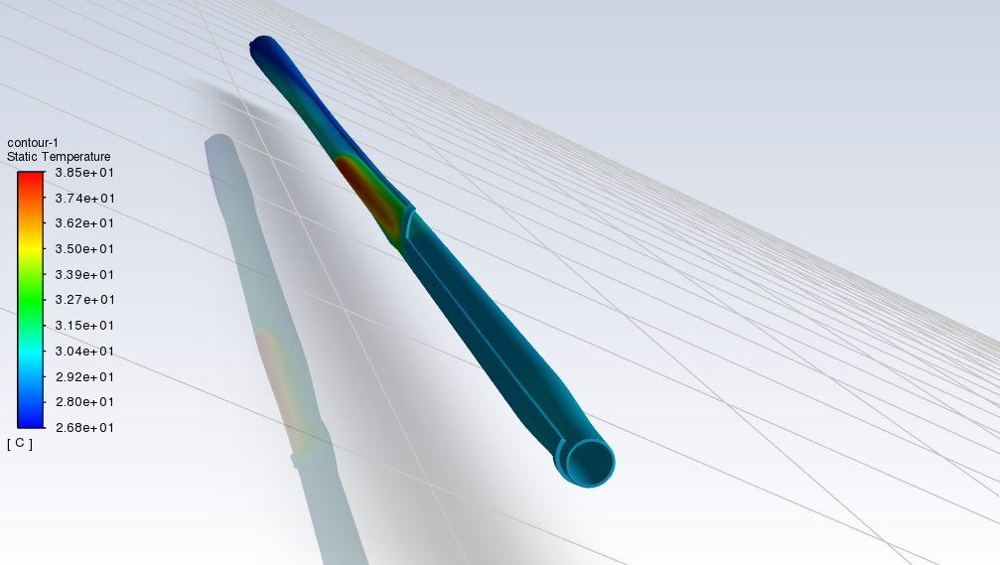 contour-1
Static Temperature
3.85e+01
3.74e+01
3.62e+01
3.50e+01
3.39e+01
3.27e+01
3.15e+01
3.04e+01
2.92e+01
2.80e+01
2.68e+01
[ C ]